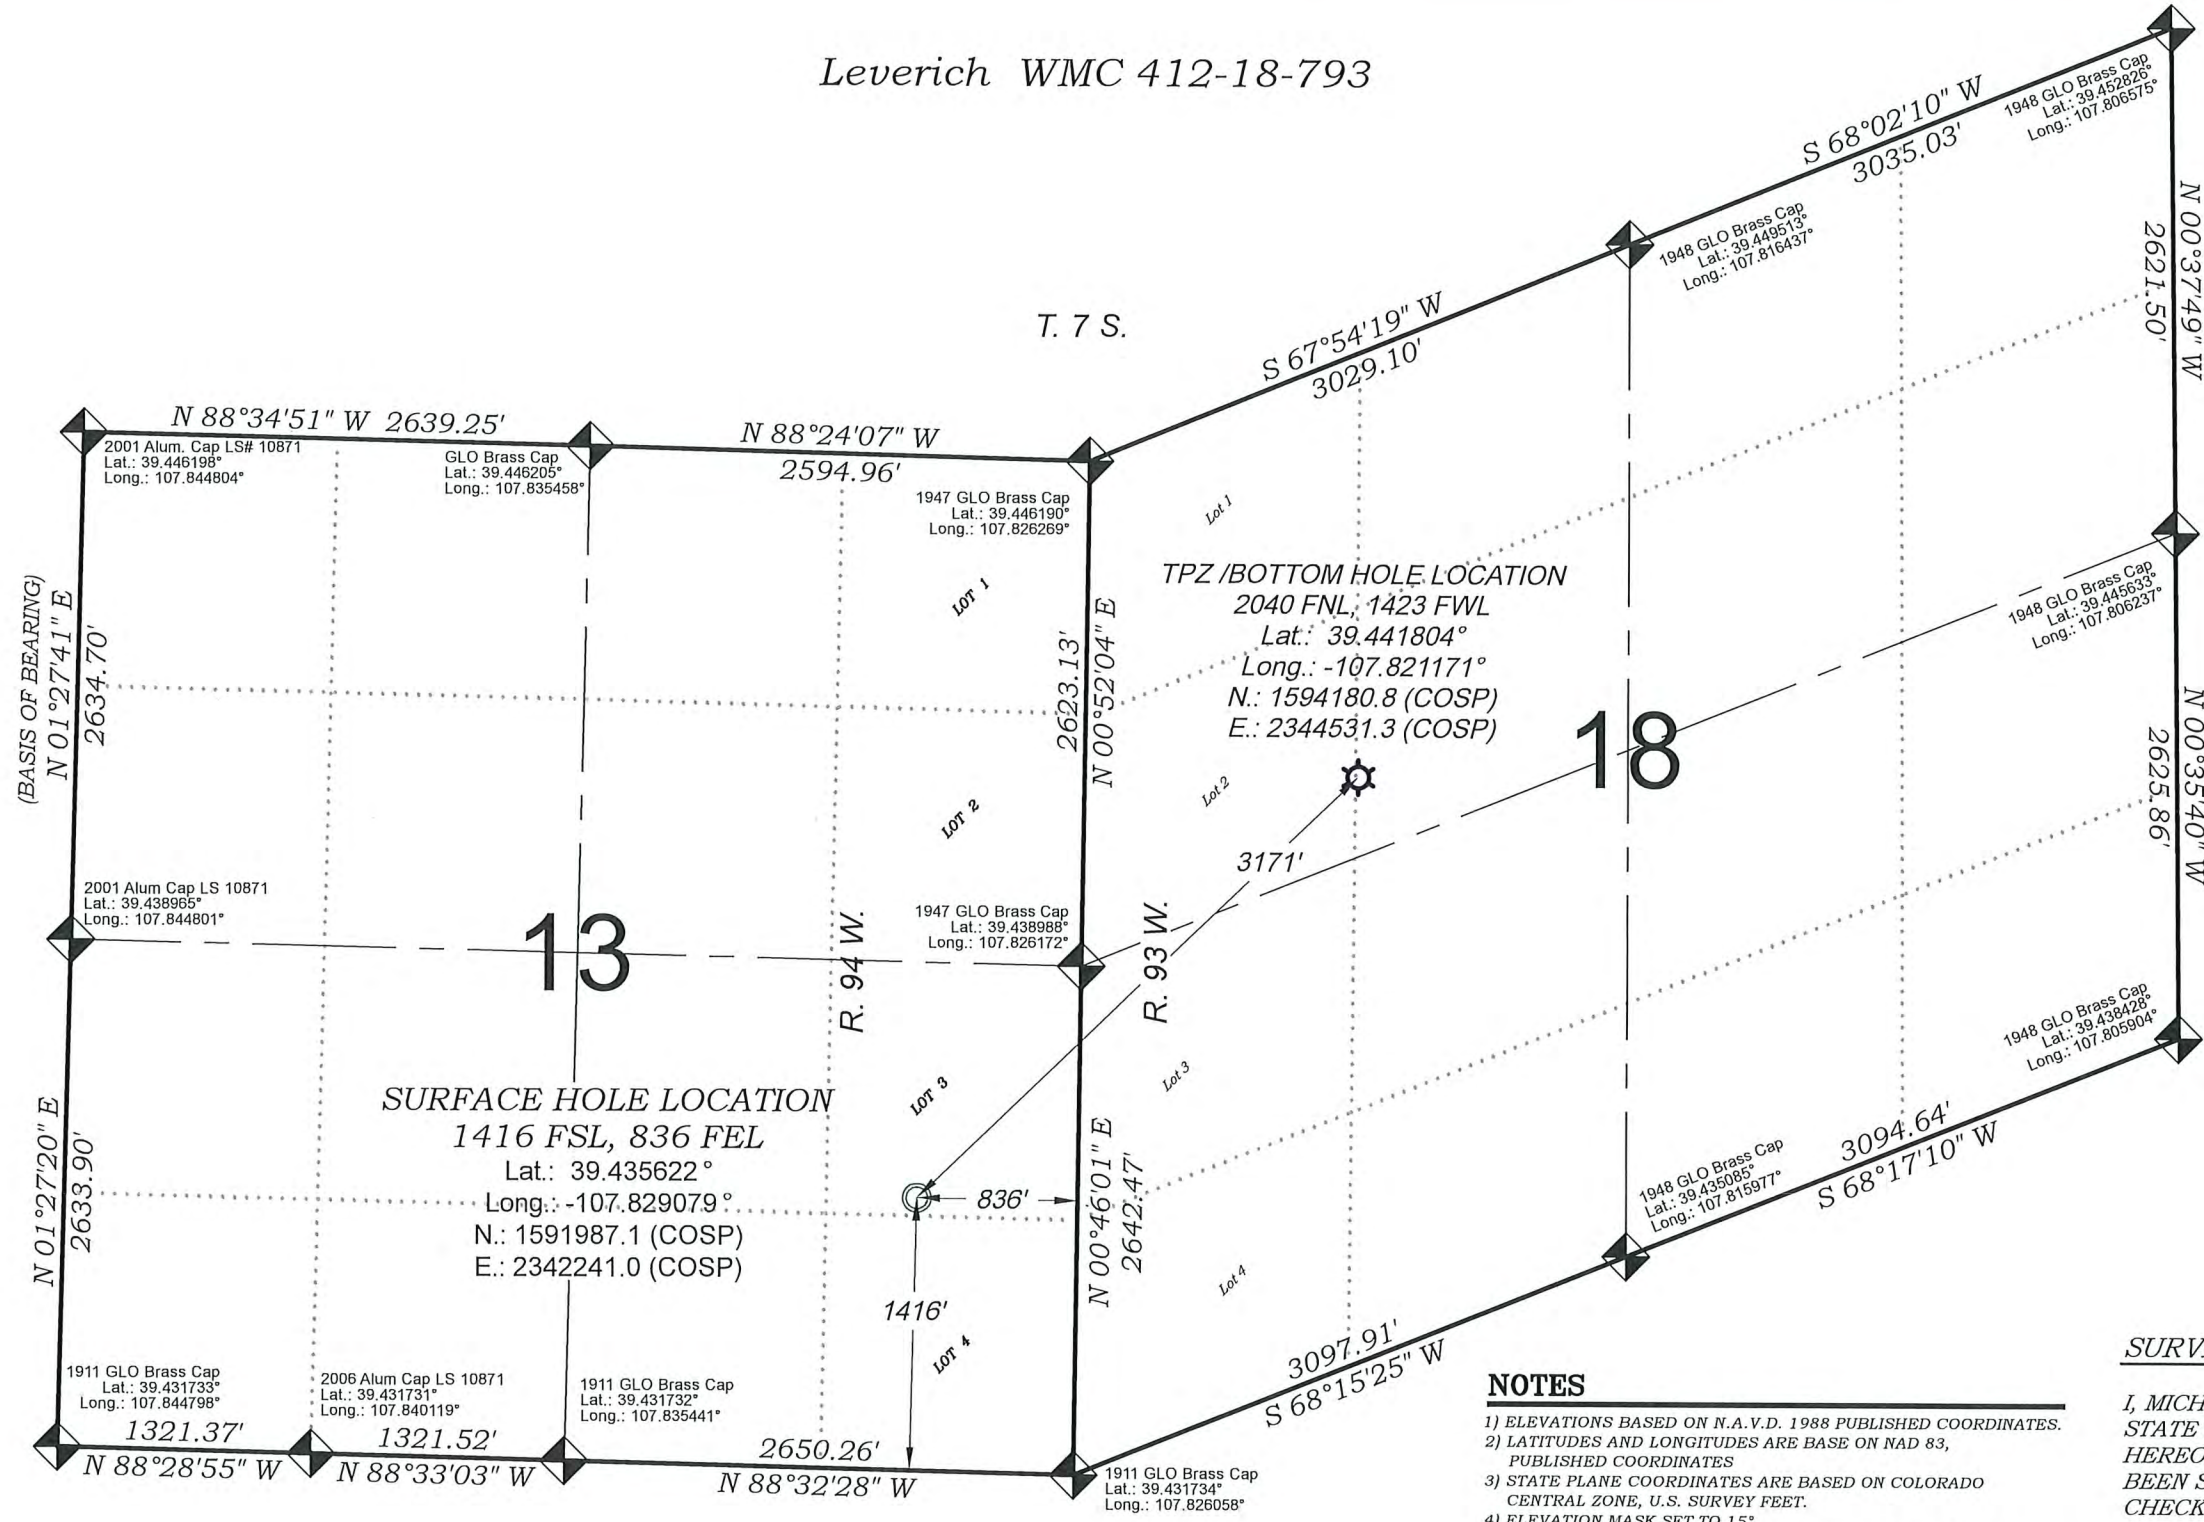 Leverich WMC 412-18-793
T. 7 S.
S 68°02'10" W
3035.03'
1948 GLO Brass Cap
Lat.: 39.452826°
Long.: 107.806575°
N 00°37'49" W
2621.50'
S 67°54'19" W
3029.10'
1948 GLO Brass Cap
Lat.: 39.449513°
Long.: 107.816437°
N 88°34'51" W 2639.25'
2001 Alum. Cap LS# 10871
Lat.: 39.446198°
Long.: 107.844804°
GLO Brass Cap
Lat.: 39.446205°
Long.: 107.835458°
N 88°24'07" W
2594.96'
1947 GLO Brass Cap
Lat.: 39.446190°
Long.: 107.826269°
(BASIS OF BEARING)
N 01°27'41" E
2634.70'
LOT 1
Lot 1
TPZ /BOTTOM HOLE LOCATION
2040 FNL, 1423 FWL
Lat.: 39.441804°
Long.: -107.821171°
N.: 1594180.8 (COSP)
E.: 2344531.3 (COSP)
2623.13'
N 00°52'04" E
1948 GLO Brass Cap
Lat.: 39.445633°
Long.: 107.806237°
18
LOT 2
Lot 2
3171'
N 00°35'40" W
2625.86'
2001 Alum Cap LS 10871
Lat.: 39.438965°
Long.: 107.844801°
13
R. 94 W.
1947 GLO Brass Cap
Lat.: 39.438988°
Long.: 107.826172°
R. 93 W.
1948 GLO Brass Cap
Lat.: 39.438428°
Long.: 107.805904°
LOT 3
Lot 3
SURFACE HOLE LOCATION
1416 FSL, 836 FEL
Lat.: 39.435622°
Long.: -107.829079°
N.: 1591987.1 (COSP)
E.: 2342241.0 (COSP)
N 01°27'20" E
2633.90'
836'
1416'
N 00°46'01" E
2642.47'
LOT 4
Lot 4
1948 GLO Brass Cap
Lat.: 39.435085°
Long.: 107.815977°
3094.64'
S 68°17'10" W
3097.91'
S 68°15'25" W
1911 GLO Brass Cap
Lat.: 39.431733°
Long.: 107.844798°
1321.37'
N 88°28'55" W
2006 Alum Cap LS 10871
Lat.: 39.431731°
Long.: 107.840119°
1321.52'
N 88°33'03" W
1911 GLO Brass Cap
Lat.: 39.431732°
Long.: 107.835441°
2650.26'
N 88°32'28" W
1911 GLO Brass Cap
Lat.: 39.431734°
Long.: 107.826058°
NOTES
1) ELEVATIONS BASED ON N.A.V.D. 1988 PUBLISHED COORDINATES.
2) LATITUDES AND LONGITUDES ARE BASE ON NAD 83,
PUBLISHED COORDINATES
3) STATE PLANE COORDINATES ARE BASED ON COLORADO
CENTRAL ZONE, U.S. SURVEY FEET.
4) ELEVATION MASK SET TO 15°
SURV
I, MICH
STATE
HEREO
BEEN S
CHECK